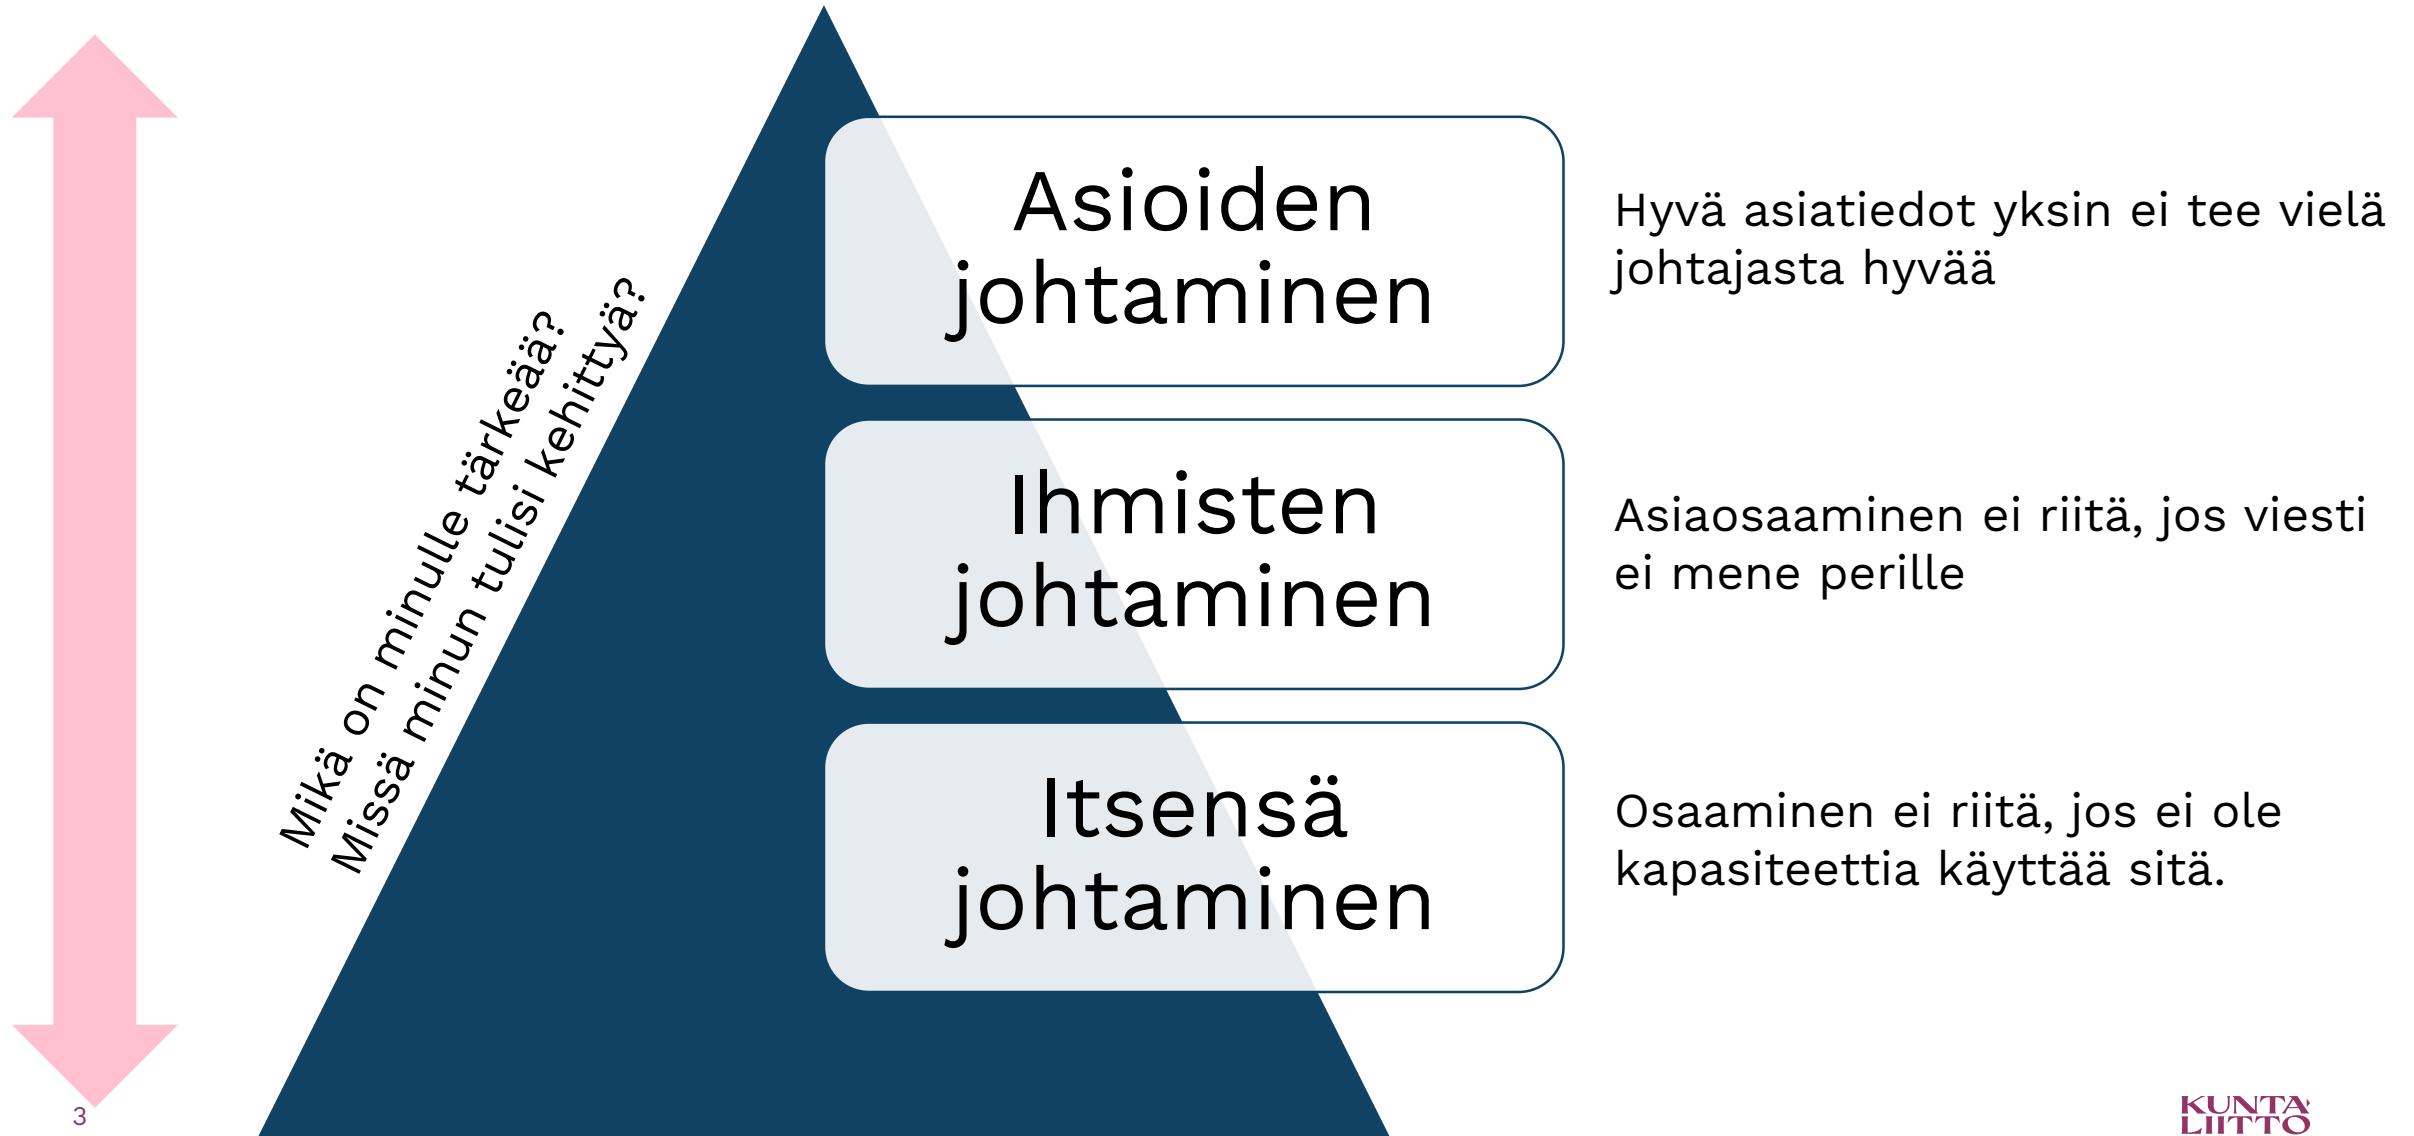 Mikä on minulle tärkeää?
Missä minun tulisi kehittyä?
Asioiden
johtaminen
Hyvä asiatiedot yksin ei tee vielä
johtajasta hyvää
Ihmisten
johtaminen
Asiaosaaminen ei riitä, jos viesti
ei mene perille
Itsensä
johtaminen
Osaaminen ei riitä, jos ei ole
kapasiteettia käyttää sitä.
3
KUNTA
LIITTO